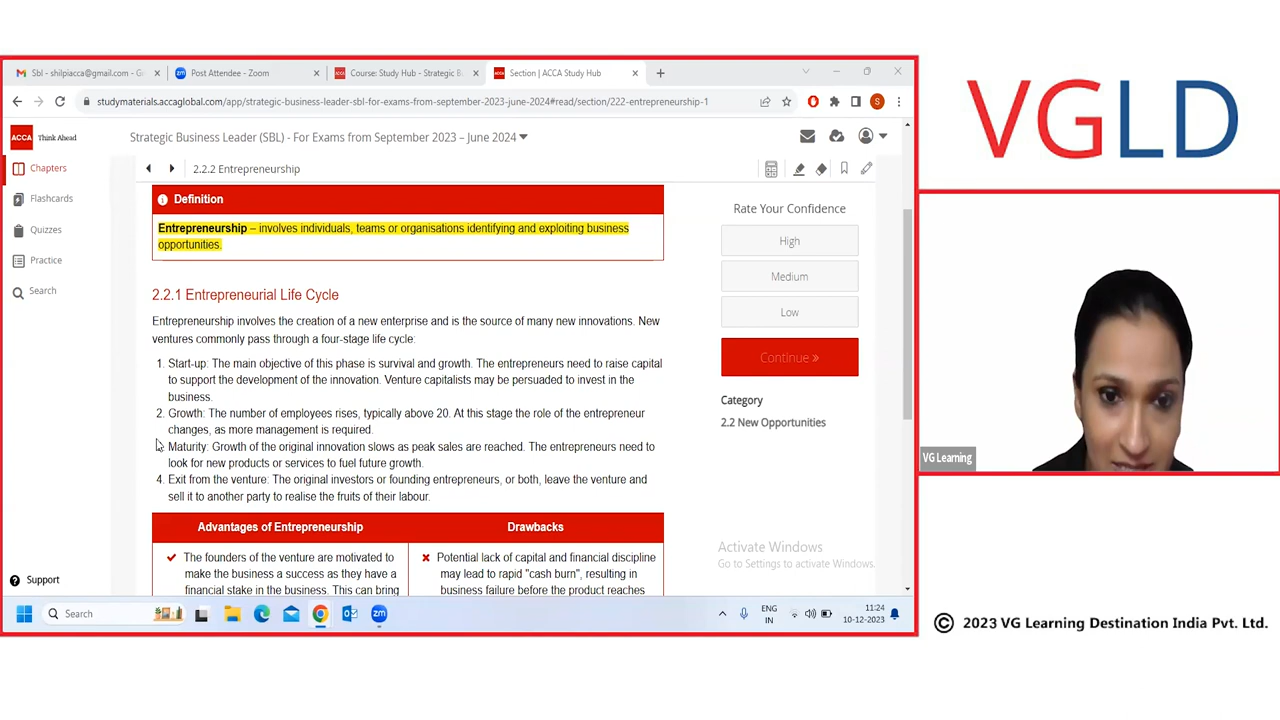 Sbl - shilpiacca@gmail.com - G
Post Attendee - Zoom
Course: Study Hub - Strategic B
Section | ACCA Study Hub
studymaterials.accaglobal.com/app/strategic-business-leader-sbl-for-exams-from-september-2023-june-2024#read/section/222-entrepreneurship-1
S
ACCA
Think Ahead
Strategic Business Leader (SBL) - For Exams from September 2023 – June 2024
Chapters
Flashcards
Quizzes
Practice
Search
Support
2.2.2 Entrepreneurship
Definition
Entrepreneurship – involves individuals, teams or organisations identifying and exploiting business
opportunities.
2.2.1 Entrepreneurial Life Cycle
Entrepreneurship involves the creation of a new enterprise and is the source of many new innovations. New
ventures commonly pass through a four-stage life cycle:
1. Start-up: The main objective of this phase is survival and growth. The entrepreneurs need to raise capital
to support the development of the innovation. Venture capitalists may be persuaded to invest in the
business.
2. Growth: The number of employees rises, typically above 20. At this stage the role of the entrepreneur
changes, as more management is required.
Maturity: Growth of the original innovation slows as peak sales are reached. The entrepreneurs need to
look for new products or services to fuel future growth.
4. Exit from the venture: The original investors or founding entrepreneurs, or both, leave the venture and
sell it to another party to realise the fruits of their labour.
Advantages of Entrepreneurship
Drawbacks
The founders of the venture are motivated to
make the business a success as they have a
financial stake in the business. This can bring
Potential lack of capital and financial discipline
may lead to rapid "cash burn", resulting in
business failure before the product reaches
Rate Your Confidence
High
Medium
Low
Continue »
Category
2.2 New Opportunities
Activate Windows
Go to Settings to activate Windows.
Search
zm
ENG
IN
11:24
10-12-2023
VGLD
VG Learning
© 2023 VG Learning Destination India Pvt. Ltd.